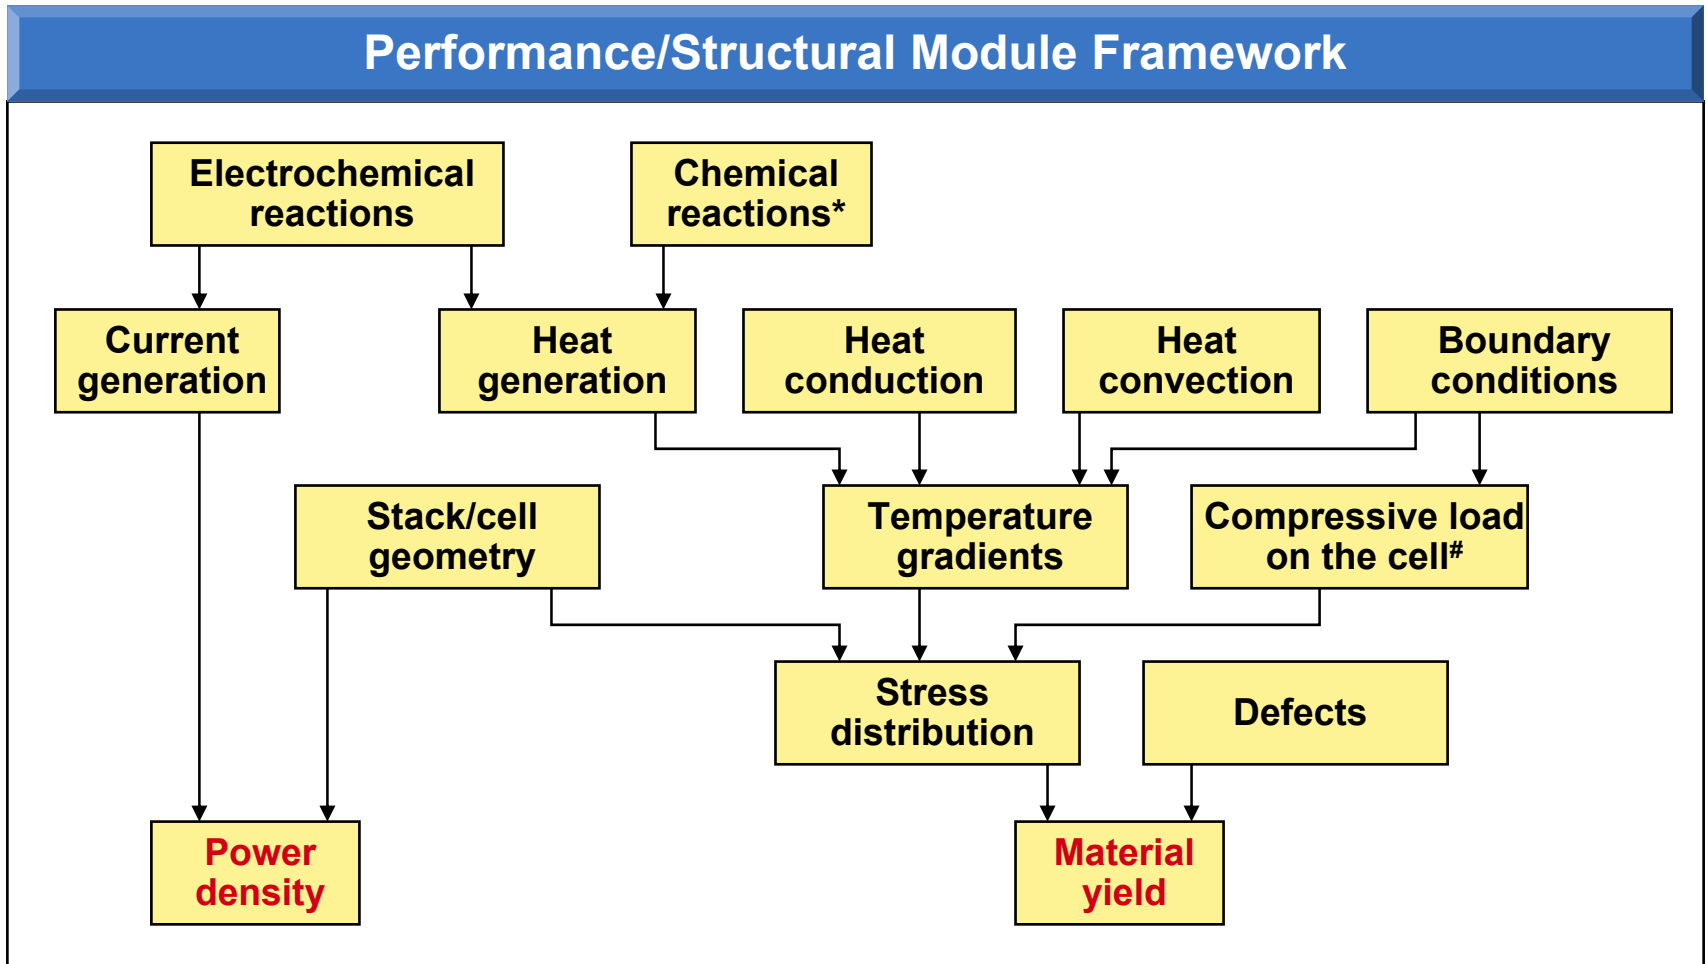 Performance/Structural Module Framework
Electrochemical
reactions
Chemical
reactions*
Current
generation
Heat
generation
Heat
conduction
Heat
convection
Boundary
conditions
Stack/cell
geometry
Temperature
gradients
Compressive load
on the cell#
Stress
distribution
Defects
Power
density
Material
yield